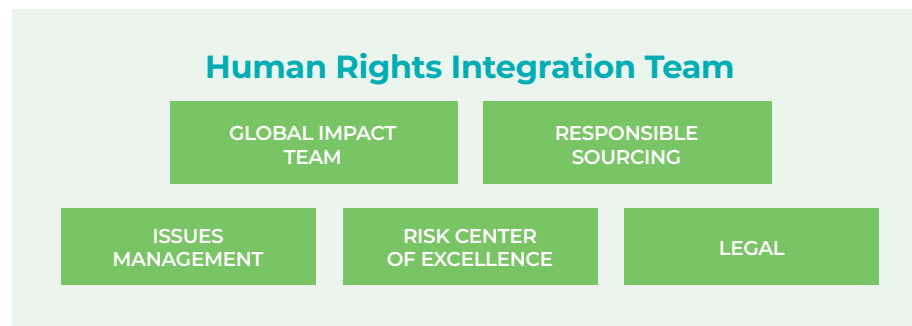 Human Rights Integration Team
GLOBAL IMPACT
TEAM
RESPONSIBLE
SOURCING
ISSUES
MANAGEMENT
RISK CENTER
OF EXCELLENCE
LEGAL